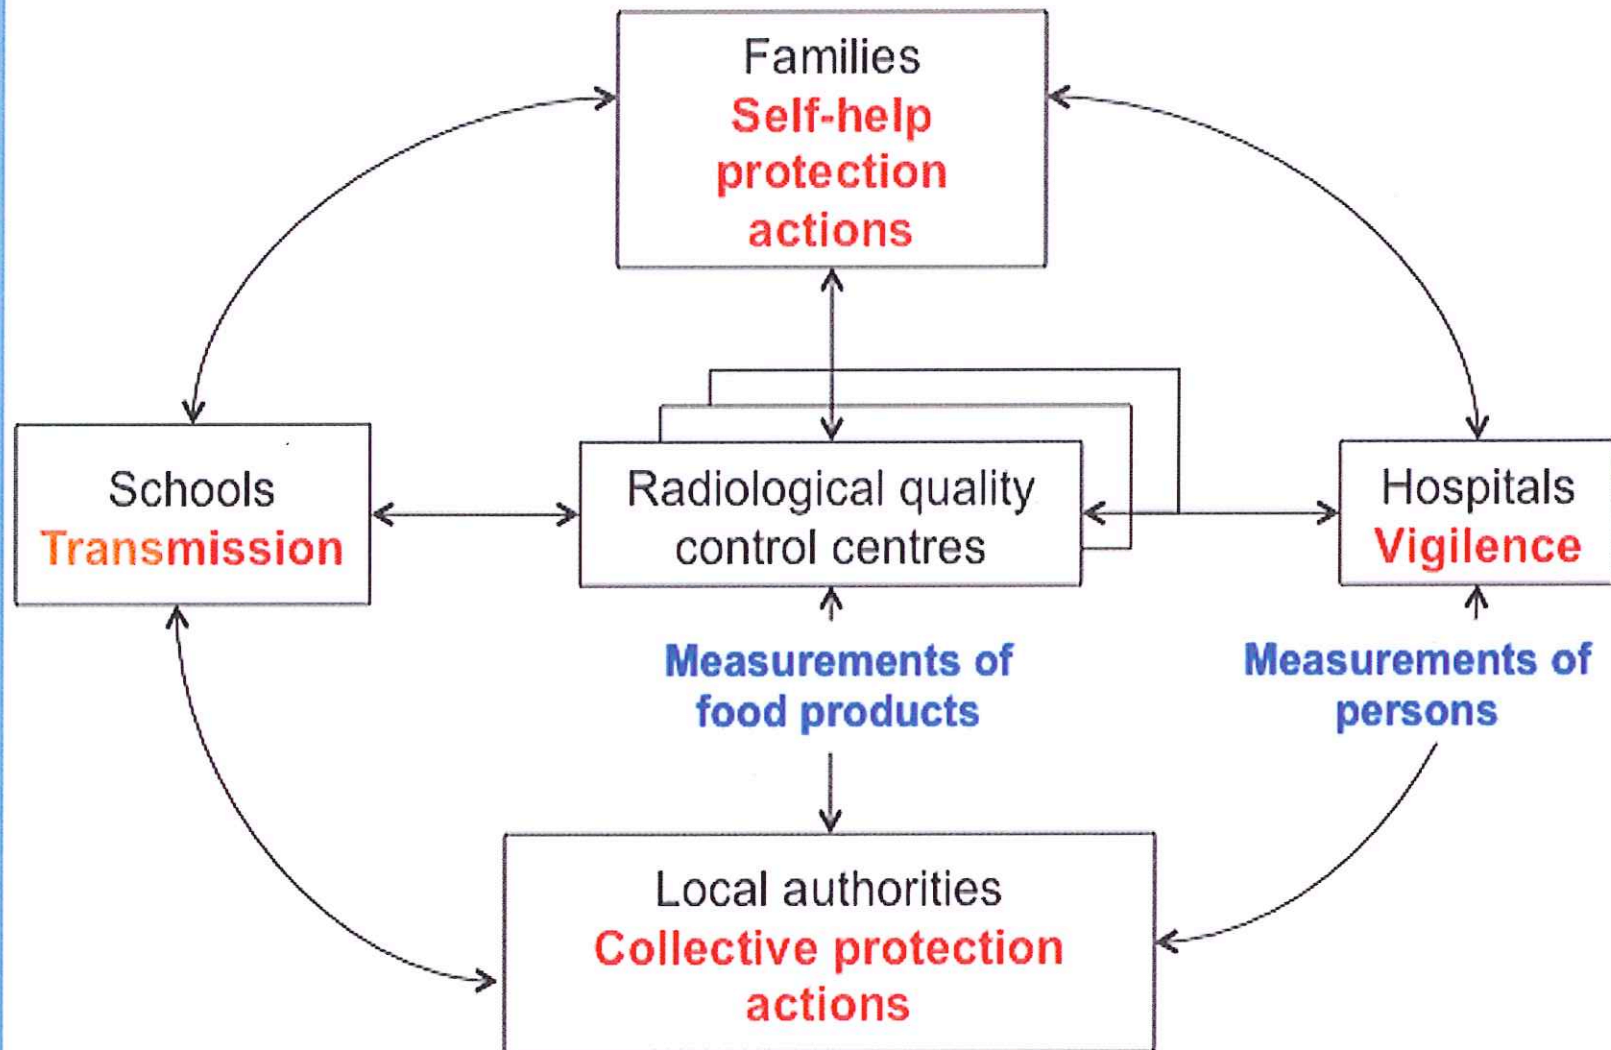 Families
Self-help
protection
actions
Schools
Transmission
Radiological quality
control centres
Hospitals
Vigilence
Measurements of
food products
Measurements of
persons
Local authorities
Collective protection
actions